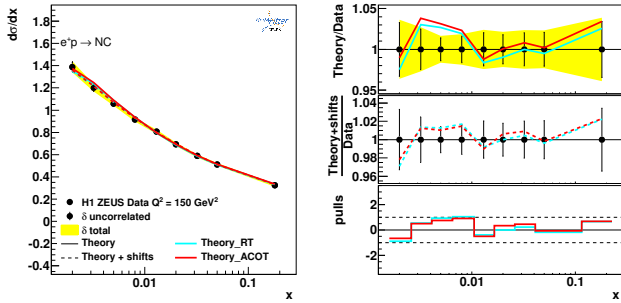 dσ/dx
1.8
1.6
1.4
1.2
1
0.8
0.6
0.4
0.2
0
-0.2
-0.4
e⁺p → NC
H1 ZEUS Data Q² = 150 GeV²
δ uncorrelated
δ total
Theory
Theory + shifts
Theory_RT
Theory_ACOT
0.01
0.1
x
Theory/Data
1.05
1
0.95
Theory+shifts
Data
1.04
1.02
1
0.98
0.96
pulls
2
0
-2
0.01
0.1
x